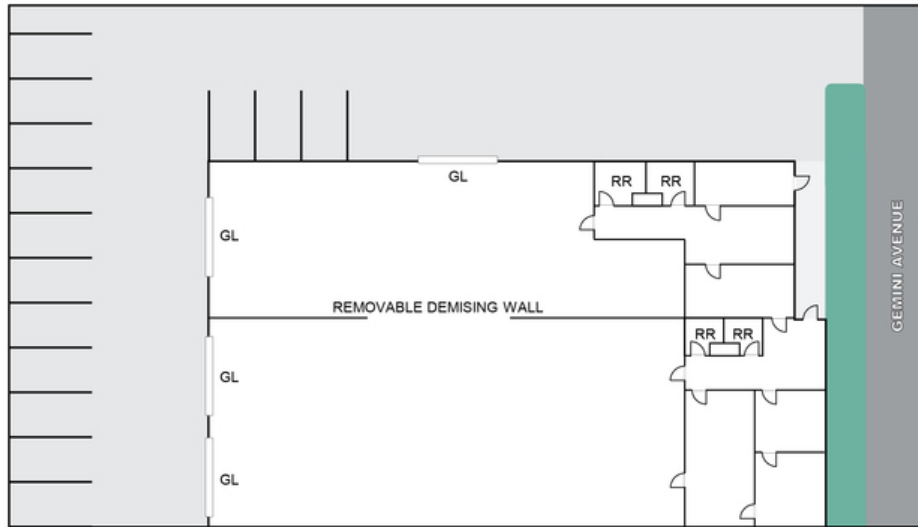 RR RR
GL
GL
GEMINI AVENUE
REMOVABLE DEMISING WALL
RR RR
GL
GL